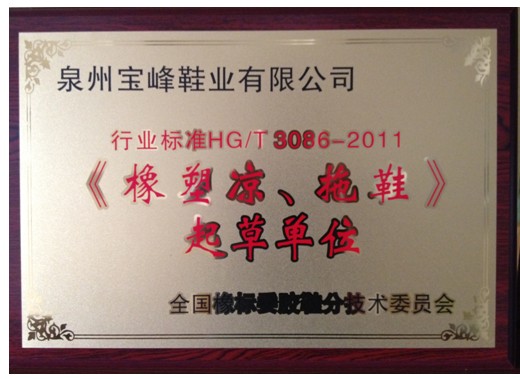 泉州宝峰鞋业有限公司
行业标准HG/T 3086-2011
《橡塑凉、拖鞋》
起草单位
全国橡标委胶鞋分技术委员会